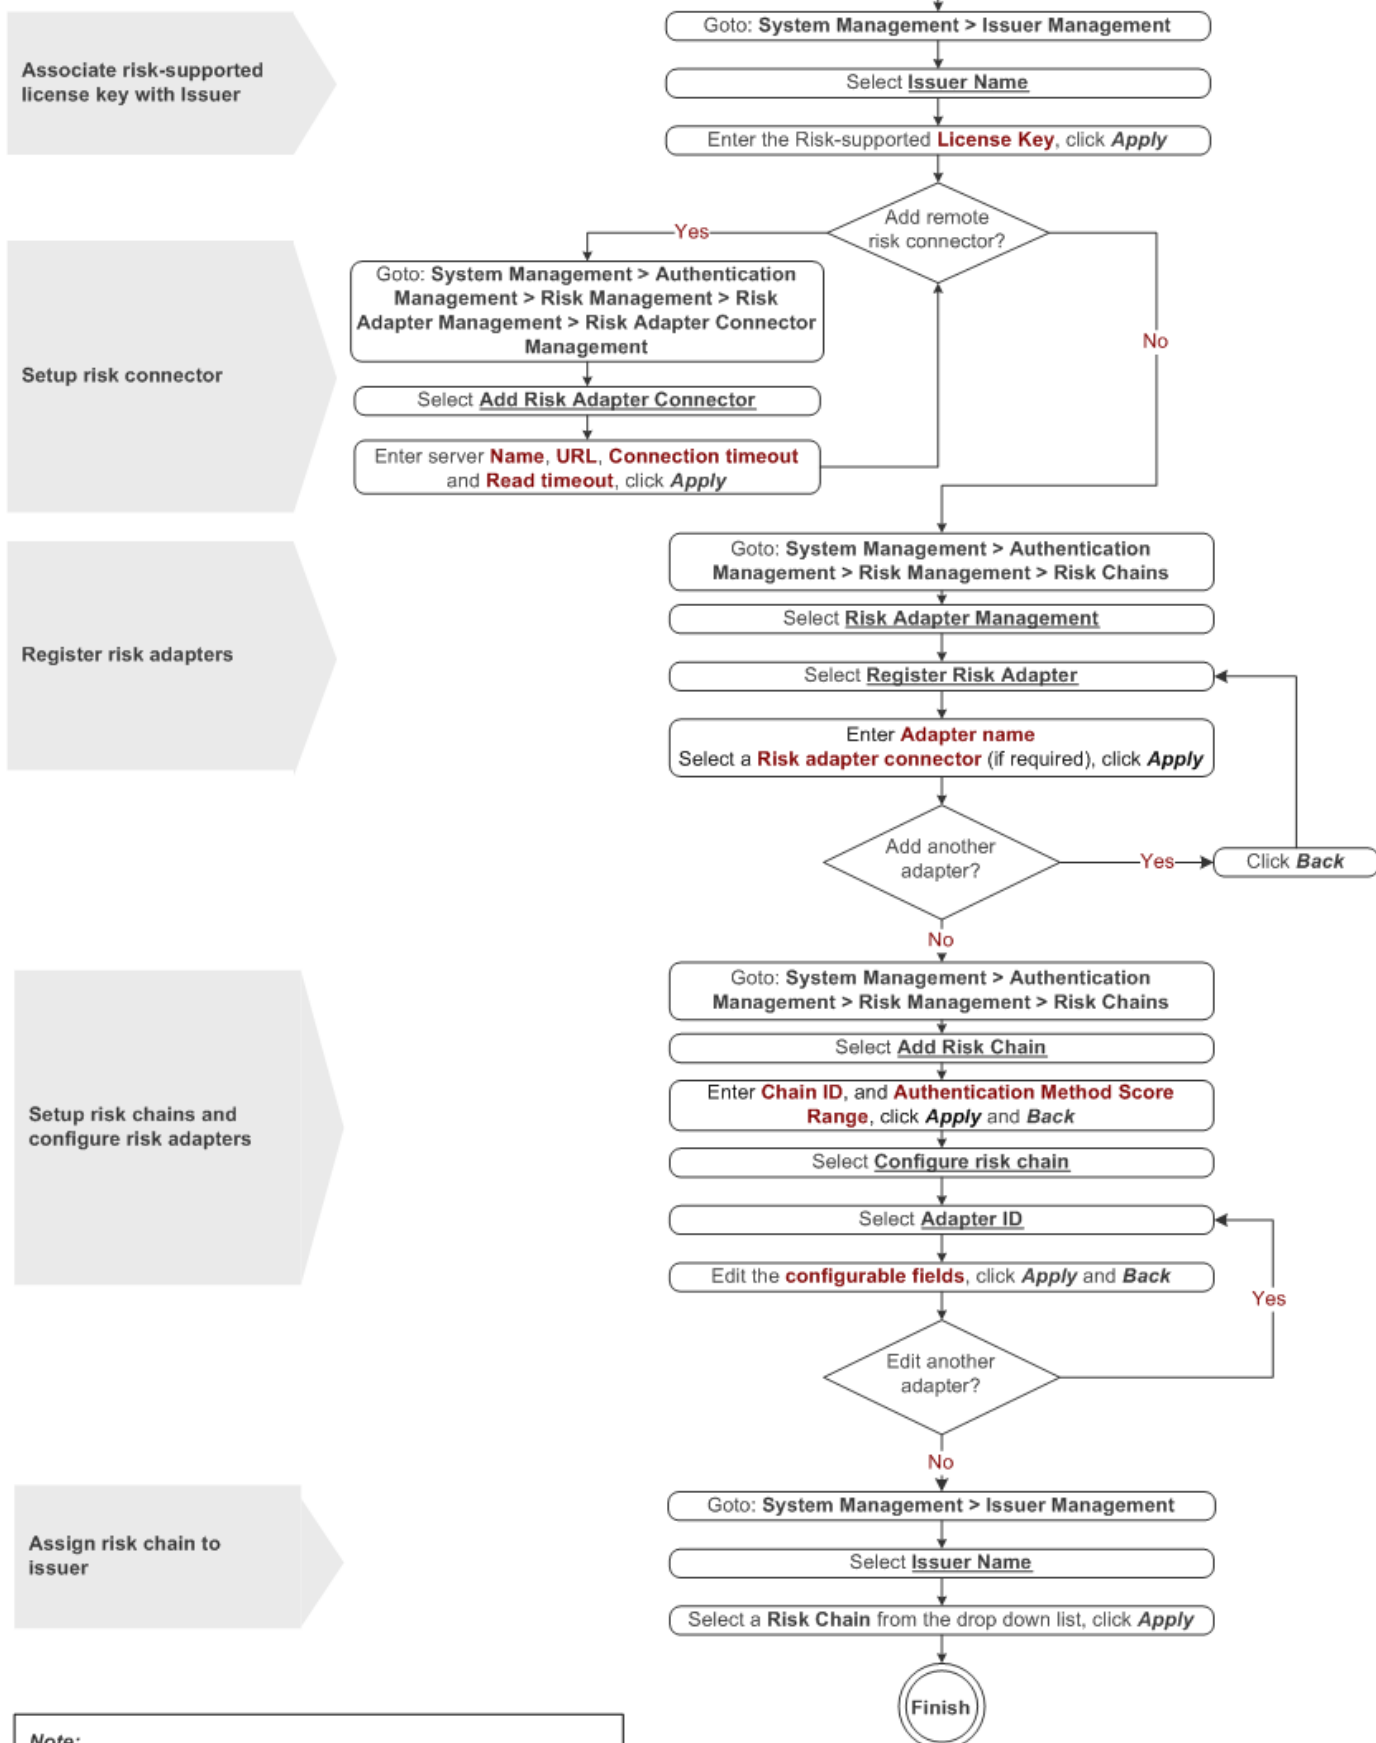 Goto: System Management > Issuer Management
Associate risk-supported
license key with Issuer
Select Issuer Name
Enter the Risk-supported License Key, click Apply
Add remote
risk connector?
Yes
No
Setup risk connector
Goto: System Management > Authentication
Management > Risk Management > Risk
Adapter Management > Risk Adapter Connector
Management
Select Add Risk Adapter Connector
Enter server Name, URL, Connection timeout
and Read timeout, click Apply
Register risk adapters
Goto: System Management > Authentication
Management > Risk Management > Risk Chains
Select Risk Adapter Management
Select Register Risk Adapter
Enter Adapter name
Select a Risk adapter connector (if required), click Apply
Add another
adapter?
Yes
Click Back
No
Setup risk chains and
configure risk adapters
Goto: System Management > Authentication
Management > Risk Management > Risk Chains
Select Add Risk Chain
Enter Chain ID, and Authentication Method Score
Range, click Apply and Back
Select Configure risk chain
Select Adapter ID
Edit the configurable fields, click Apply and Back
Yes
Edit another
adapter?
No
Assign risk chain to
issuer
Goto: System Management > Issuer Management
Select Issuer Name
Select a Risk Chain from the drop down list, click Apply
Finish
Note: